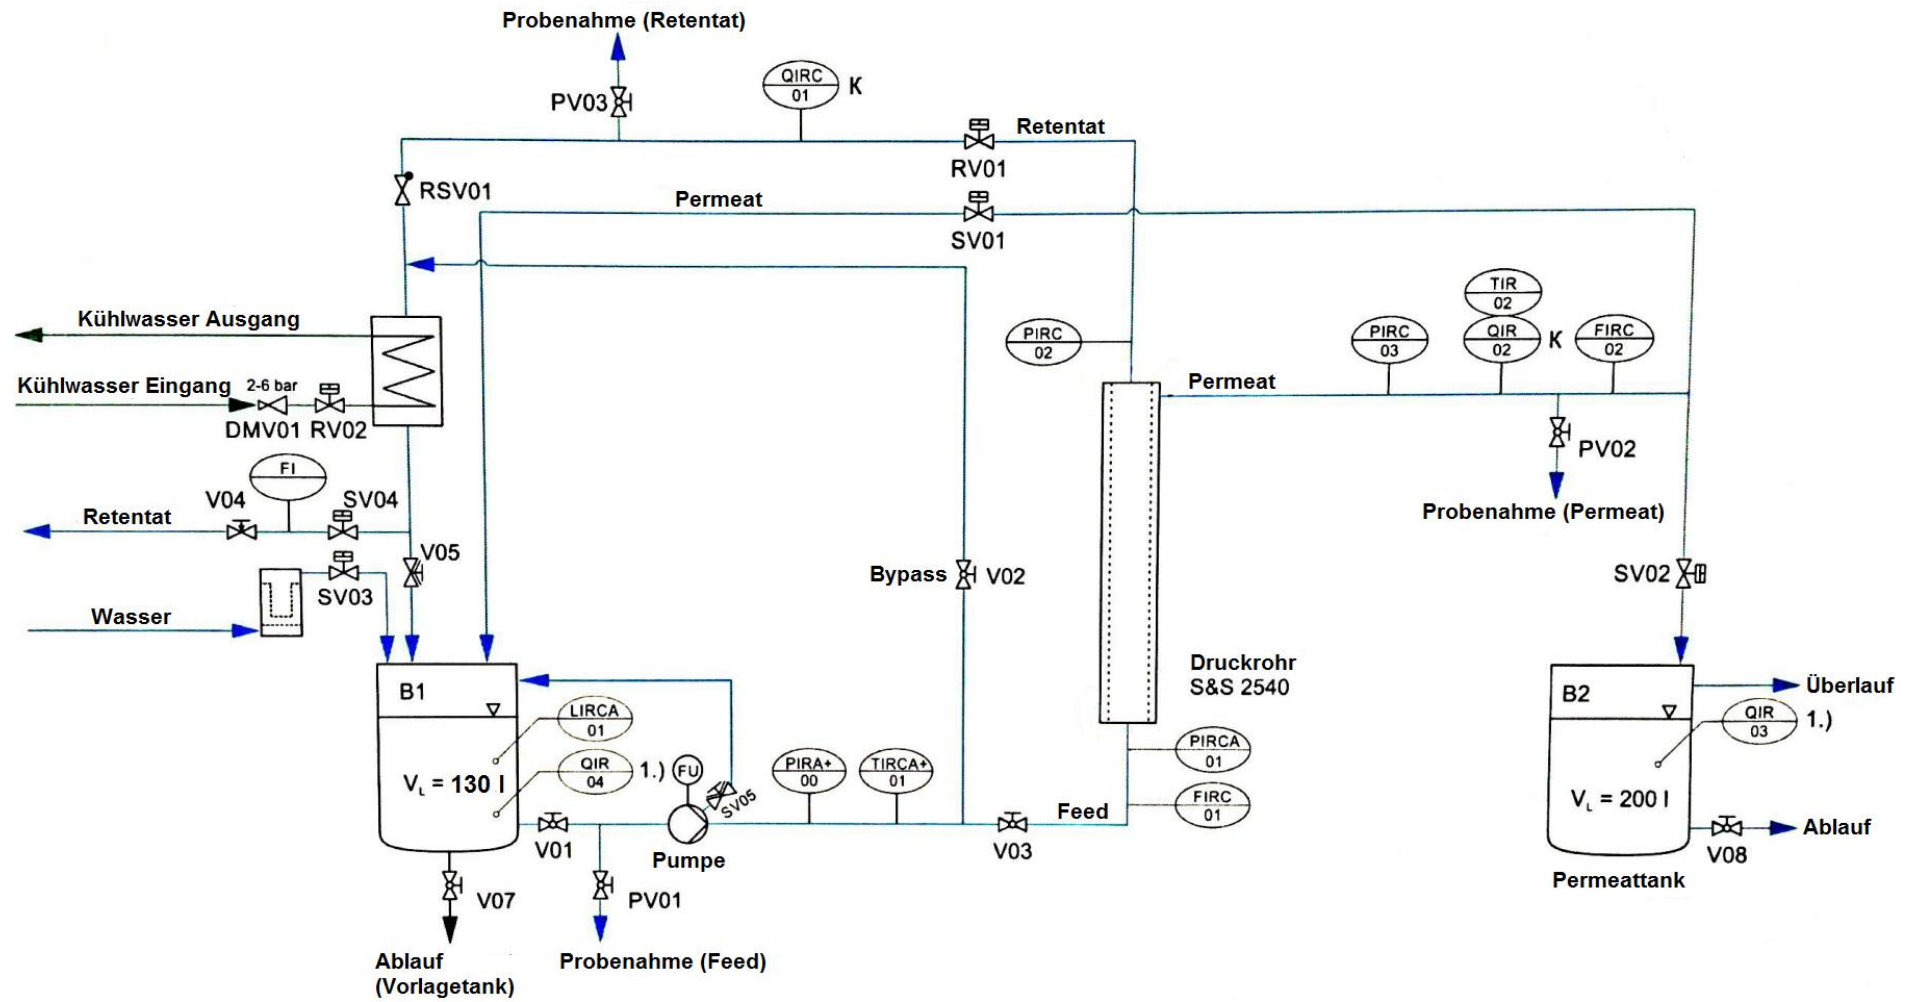 Probenahme (Retentat)
QIRC
01
K
PV03
Retentat
RV01
RSV01
Permeat
SV01
TIR
02
Kühlwasser Ausgang
PIRC
02
PIRC
03
QIR
02
K
FIRC
02
Kühlwasser Eingang
2-6 bar
Permeat
DMV01
RV02
PV02
FI
V04
SV04
Probenahme (Permeat)
Retentat
V05
Bypass
V02
SV02
SV03
Wasser
Druckrohr
S&S 2540
B1
B2
Überlauf
LIRCA
01
QIR
03
1.)
PIRCA
01
QIR
04
1.)
FU
PIRA+
00
TIRCA+
01
VL = 130 l
SV05
VL = 200 l
FIRC
01
Feed
Ablauf
V01
Pumpe
V03
V08
Permeattank
V07
PV01
Ablauf
(Vorlagetank)
Probenahme (Feed)